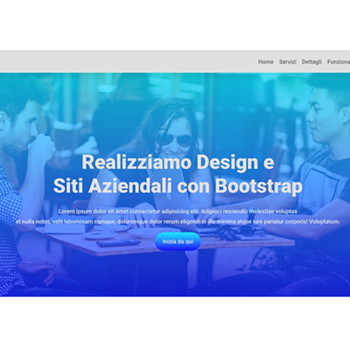 Home Servizi Dettagli Funziona
Realizziamo Design e
Siti Aziendali con Bootstrap
Lorem ipsum dolor sit amet consectetur adipisicing elit. Adipisci reiciendis molestiae voluptas
et nulla nobis, velit laboriosam cumque, doloremque dolor rerum eligendi in illo minima atque iure pariatur corporis! Voluptatum.
Inizia da qui